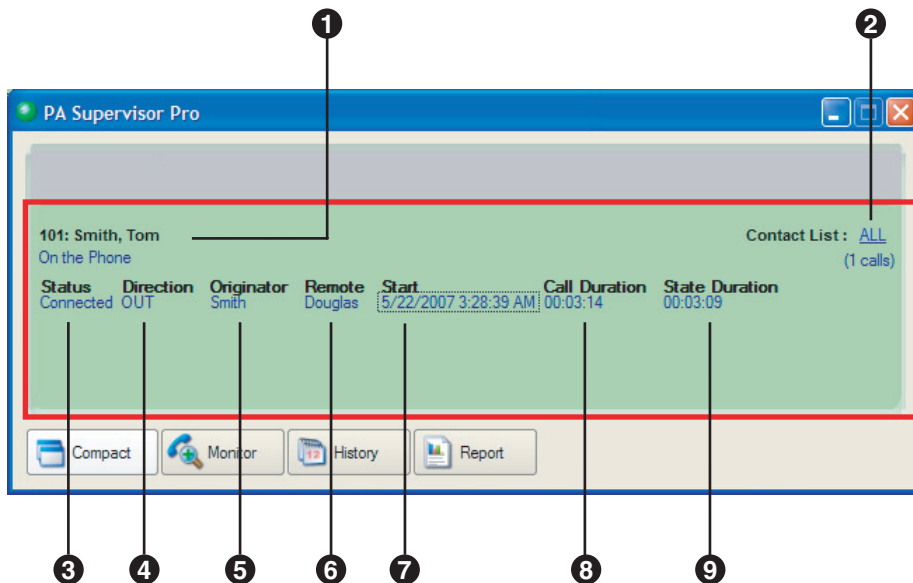 1 2
PA Supervisor Pro
101: Smith, Tom
Contact List : ALL
On the Phone
(1 calls)
Status Direction Originator Remote Start Call Duration State Duration
Connected OUT Smith Douglas 5/22/2007 3:28:39 AM 00:03:14 00:03:09
Compact Monitor 12 History Report
3 4 5 6 7 8 9